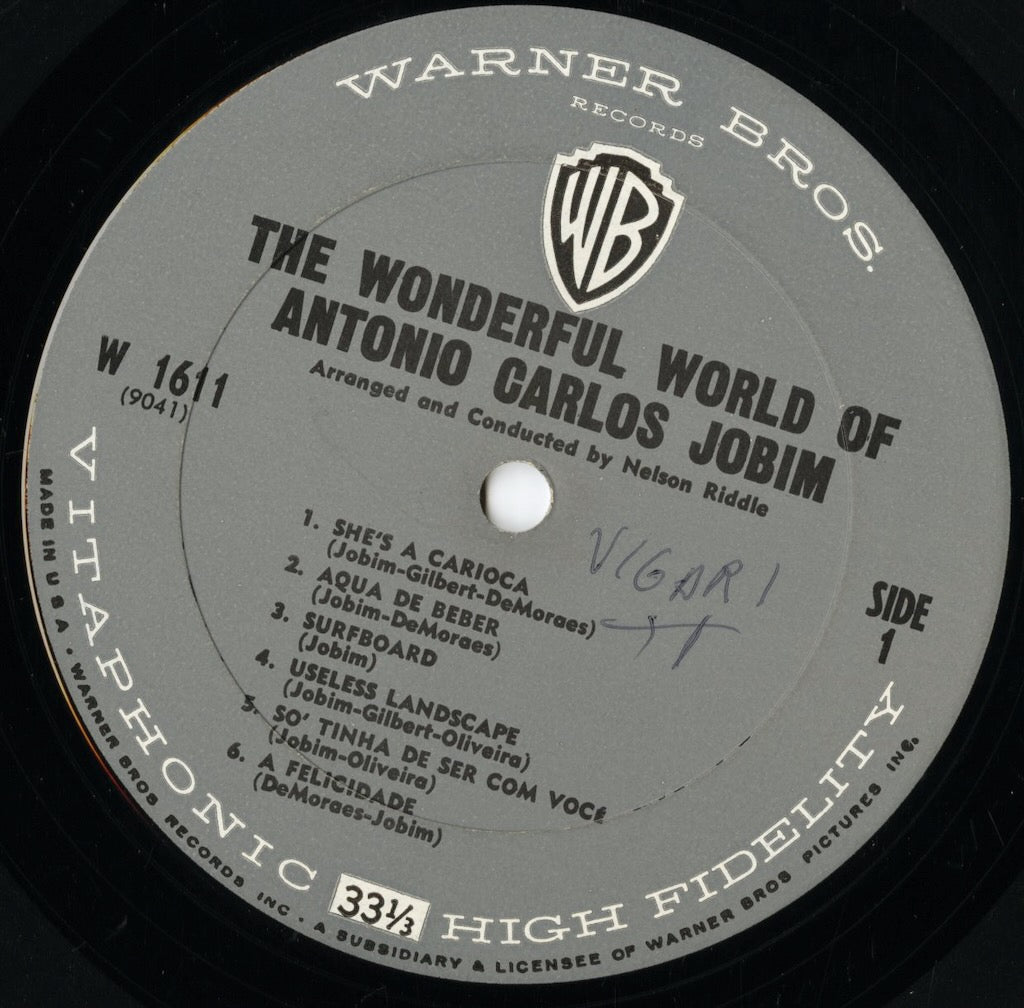 WARNER BROS.
RECORDS
WB
THE WONDERFUL WORLD OF
ANTONIO CARLOS JOBIM
Arranged and Conducted by Nelson Riddle
W 1611
(9041)
1. SHE'S A CARIOCA
(Jobim-Gilbert-DeMoraes)
2. AQUA DE BEBER
(Jobim-DeMoraes)
3. SURFBOARD
(Jobim)
4. USELESS LANDSCAPE
(Jobim-Gilbert-Oliveira)
5. SO' TINHA DE SER COM VOCÊ
(Jobim-Oliveira)
6. A FELICIDADE
(DeMoraes-Jobim)
VIGARI
SIDE
1
VITAPHONIC 33⅓ HIGH FIDELITY
MADE IN U S A . WARNER BROS RECORDS INC . A SUBSIDIARY & LICENSEE OF WARNER BROS PICTURES INC.